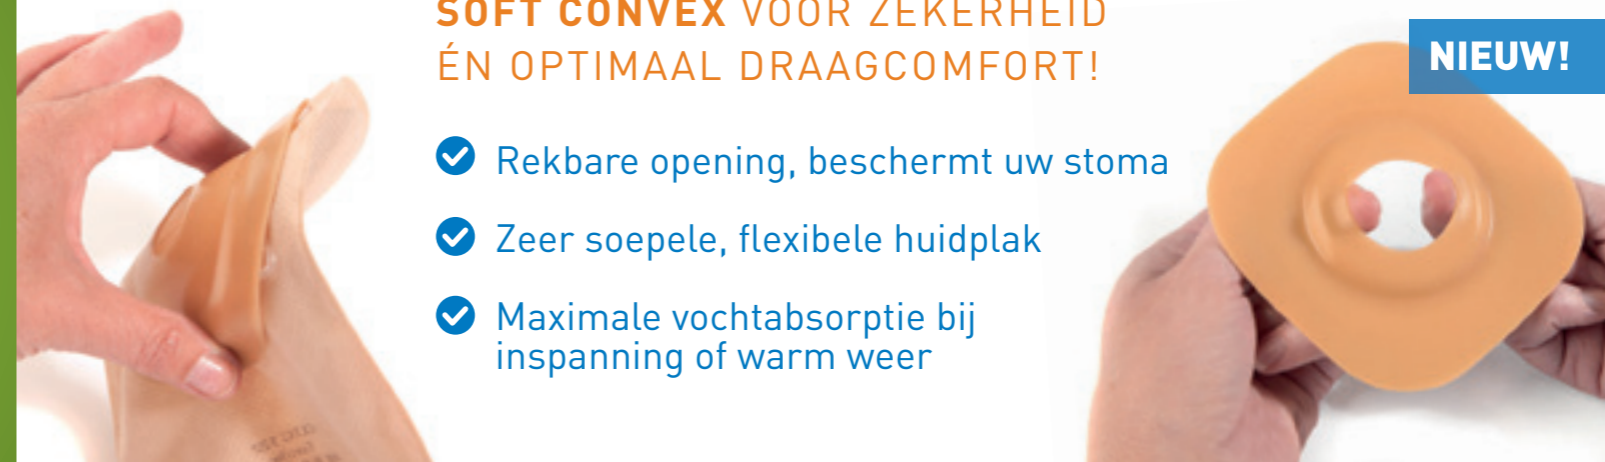 SOFT CONVEX VOOR ZEKERHEID
ÉN OPTIMAAL DRAAGCOMFORT!
NIEUW!
Rekbare opening, beschermt uw stoma
Zeer soepele, flexibele huidplak
Maximale vochtabsorptie bij
inspanning of warm weer